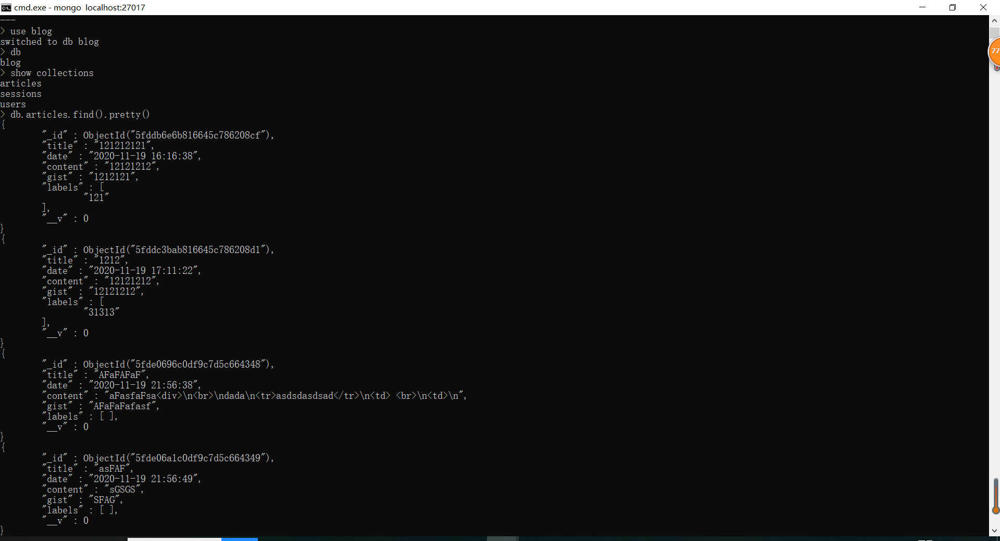 cmd.exe - mongo localhost:27017
---
> use blog
switched to db blog
> db
blog
> show collections
articles
sessions
users
> db.articles.find().pretty()
{
"_id" : ObjectId("5fddb6e6b816645c786208cf"),
"title" : "121212121",
"date" : "2020-11-19 16:16:38",
"content" : "12121212",
"gist" : "1212121",
"labels" : [
"121"
],
"__v" : 0
}
{
"_id" : ObjectId("5fddc3bab816645c786208d1"),
"title" : "1212",
"date" : "2020-11-19 17:11:22",
"content" : "12121212",
"gist" : "12121212",
"labels" : [
"31313"
],
"__v" : 0
}
{
"_id" : ObjectId("5fde0696c0df9c7d5c664348"),
"title" : "AFaFAFaF",
"date" : "2020-11-19 21:56:38",
"content" : "aFasfaFsa<div>\n<br>\ndada\n<tr>asdsdasdsad</tr>\n<td> <br>\n<td>\n",
"gist" : "AFaFaFafasf",
"labels" : [ ],
"__v" : 0
}
{
"_id" : ObjectId("5fde06a1c0df9c7d5c664349"),
"title" : "asFAF",
"date" : "2020-11-19 21:56:49",
"content" : "sGSGS",
"gist" : "SFAG",
"labels" : [ ],
"__v" : 0
}
77